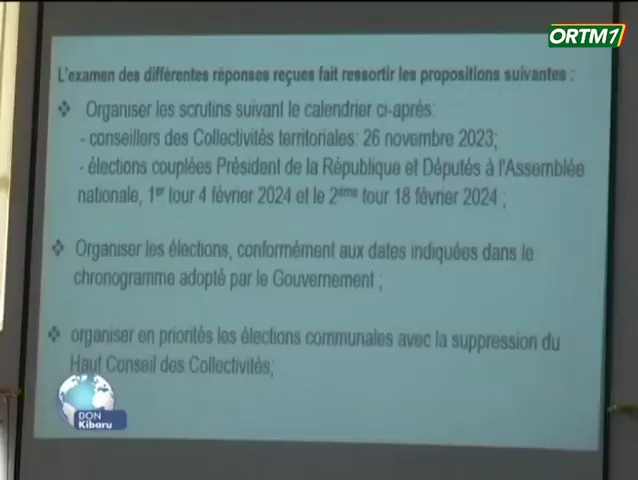 ORTM1
L'examen des différentes réponses reçues fait ressortir les propositions suivantes :
❖ Organiser les scrutins suivant le calendrier ci-après:
- conseillers des Collectivités territoriales: 26 novembre 2023;
- élections couplées Président de la République et Députés à l'Assemblée
nationale, 1er tour 4 février 2024 et le 2ème tour 18 février 2024 ;
❖ Organiser les élections, conformèment aux dates indiquées dans le
chronogramme adopté par le Gouvernement ;
❖ organiser en priorités les élections communales avec la suppression du
Haut Conseil des Collectivités;
DON
Kibaru